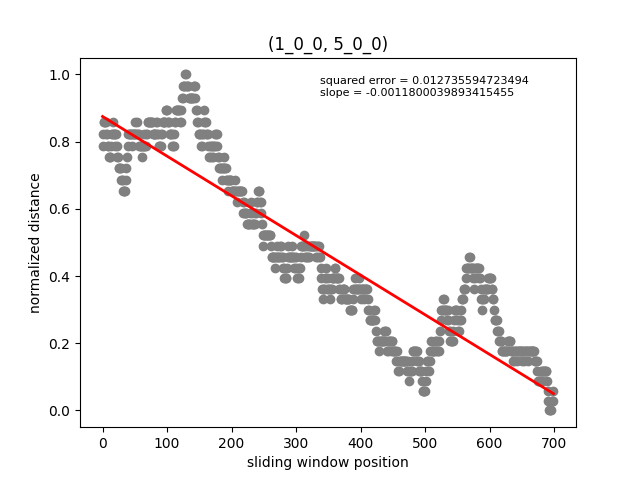 (1_0_0, 5_0_0)
squared error = 0.012735594723494
slope = -0.0011800039893415455
1.0
0.8
0.6
0.4
0.2
0.0
normalized distance
0 100 200 300 400 500 600 700
sliding window position